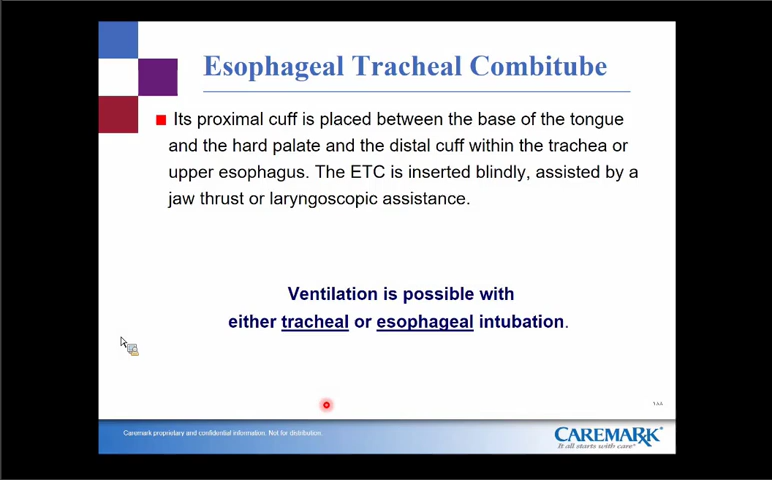 Esophageal Tracheal Combitube
Its proximal cuff is placed between the base of the tongue
and the hard palate and the distal cuff within the trachea or
upper esophagus. The ETC is inserted blindly, assisted by a
jaw thrust or laryngoscopic assistance.
Ventilation is possible with
either tracheal or esophageal intubation.
١٨٨
Caremark proprietary and confidential information. Not for distribution.
CAREMARK®
It all starts with care®